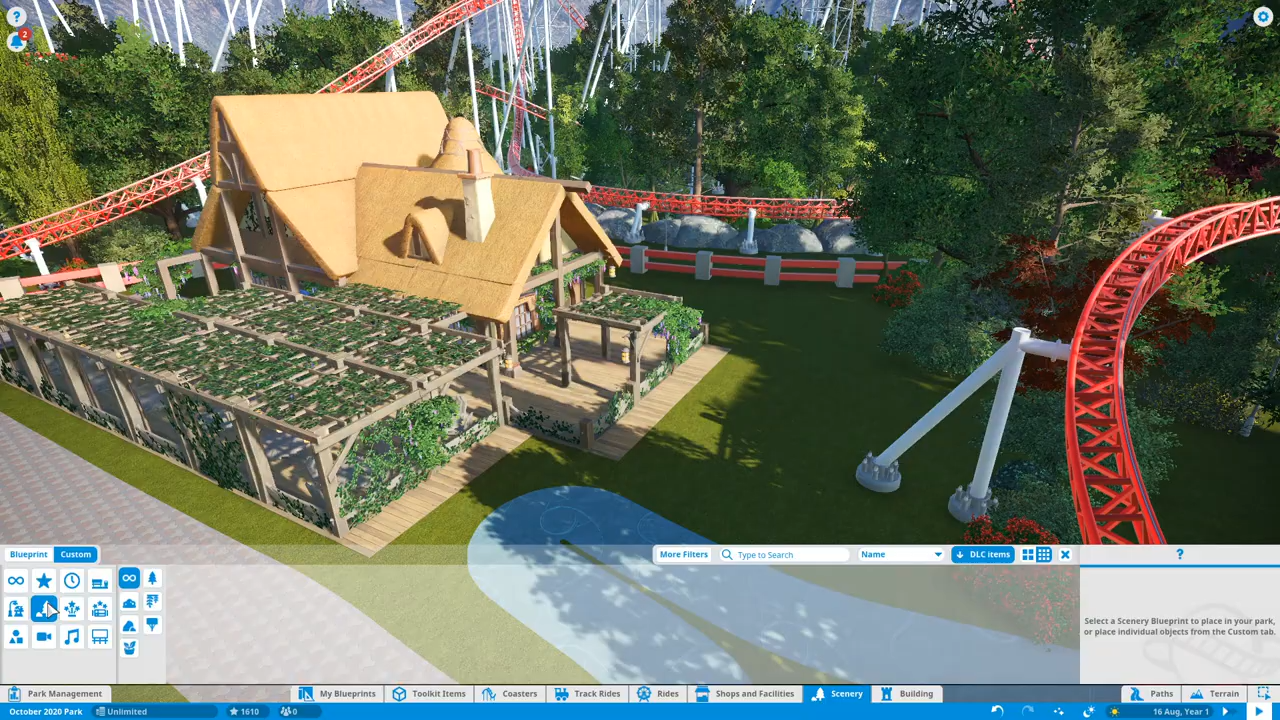 ?
2
Blueprint Custom More Filters Type to Search Name DLC items ?
Select a Scenery Blueprint to place in your park,
or place individual objects from the Custom tab.
Park Management My Blueprints Toolkit Items Coasters Track Rides Rides Shops and Facilities Scenery Building Paths Terrain
October 2020 Park Unlimited 1610 0 16 Aug, Year 1